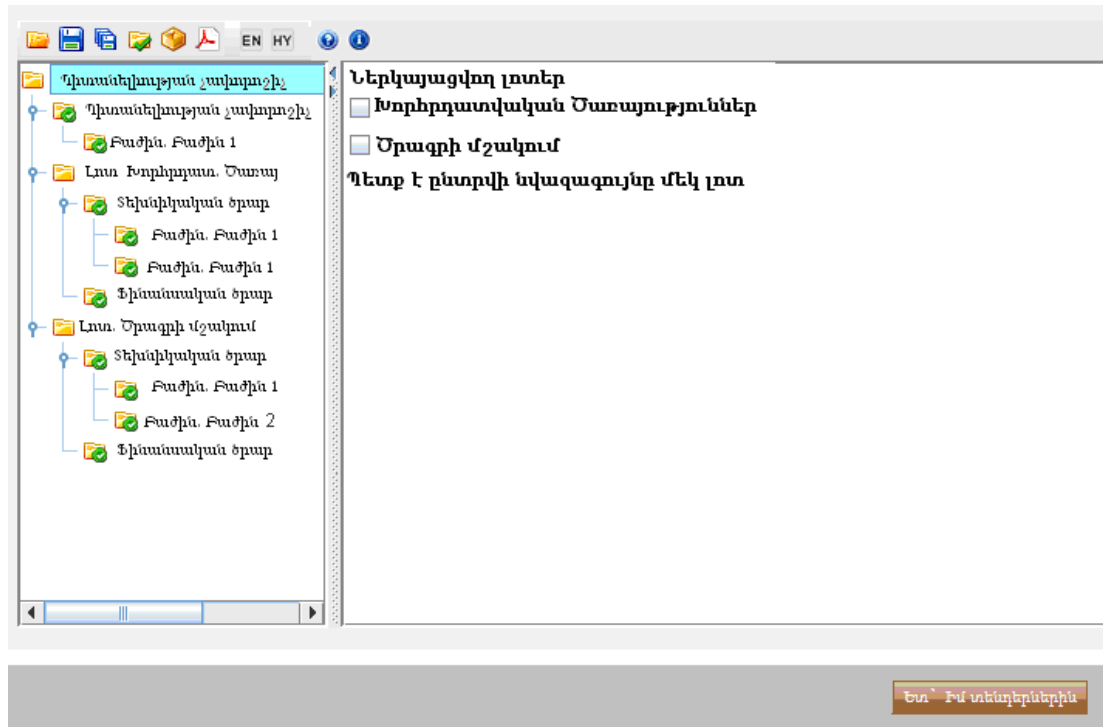 EN HY
Պիտանելիության չափորոշիչ
Պիտանելիության չափորոշիչ
Բաժին. Բաժին 1
Լոտ Խորհրդատ. Ծառայ
Տեխնիկական ծրար
Բաժին. Բաժին 1
Բաժին. Բաժին 1
Ֆինանսական ծրար
Լոտ. Ծրագրի մշակում
Տեխնիկական ծրար
Բաժին. Բաժին 1
Բաժին. Բաժին 2
Ֆինանսական ծրար
Ներկայացվող լոտեր
Խորհրդատվական Ծառայություններ
Ծրագրի մշակում
Պետք է ընտրվի նվազագույնը մեկ լոտ
Ետ՝ Իմ տենդերներին